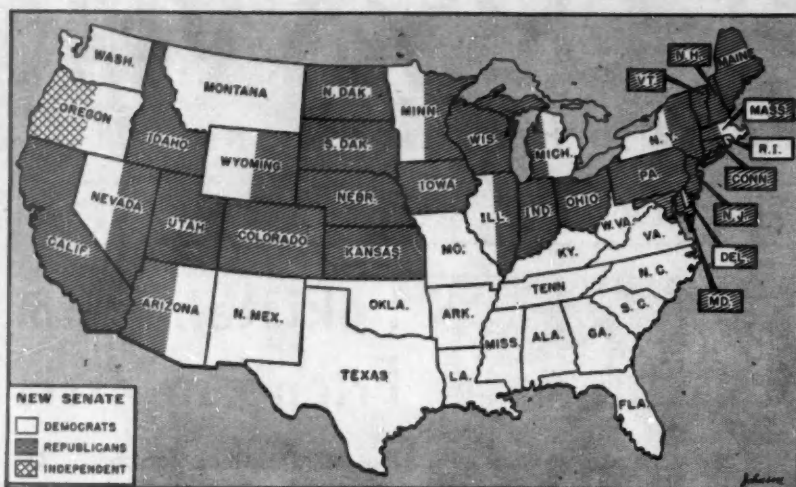 WASH.
MONTANA
N. DAK.
MINN.
N.H.
MAINE
VT.
OREGON
IDAHO
WYOMING
S. DAK.
WIS.
MICH.
N.Y.
MASS.
R.I.
NEVADA
UTAH
COLORADO
NEBR.
IOWA
ILL.
IND.
OHIO
PA.
CONN.
N.J.
CALIF.
KANSAS
MO.
KY.
W.VA.
VA.
DEL.
MD.
ARIZONA
N. MEX.
OKLA.
ARK.
TENN
N. C.
S. C.
TEXAS
LA.
MISS.
ALA.
GA.
FLA.
NEW SENATE
DEMOCRATS
REPUBLICANS
INDEPENDENT
Johnson